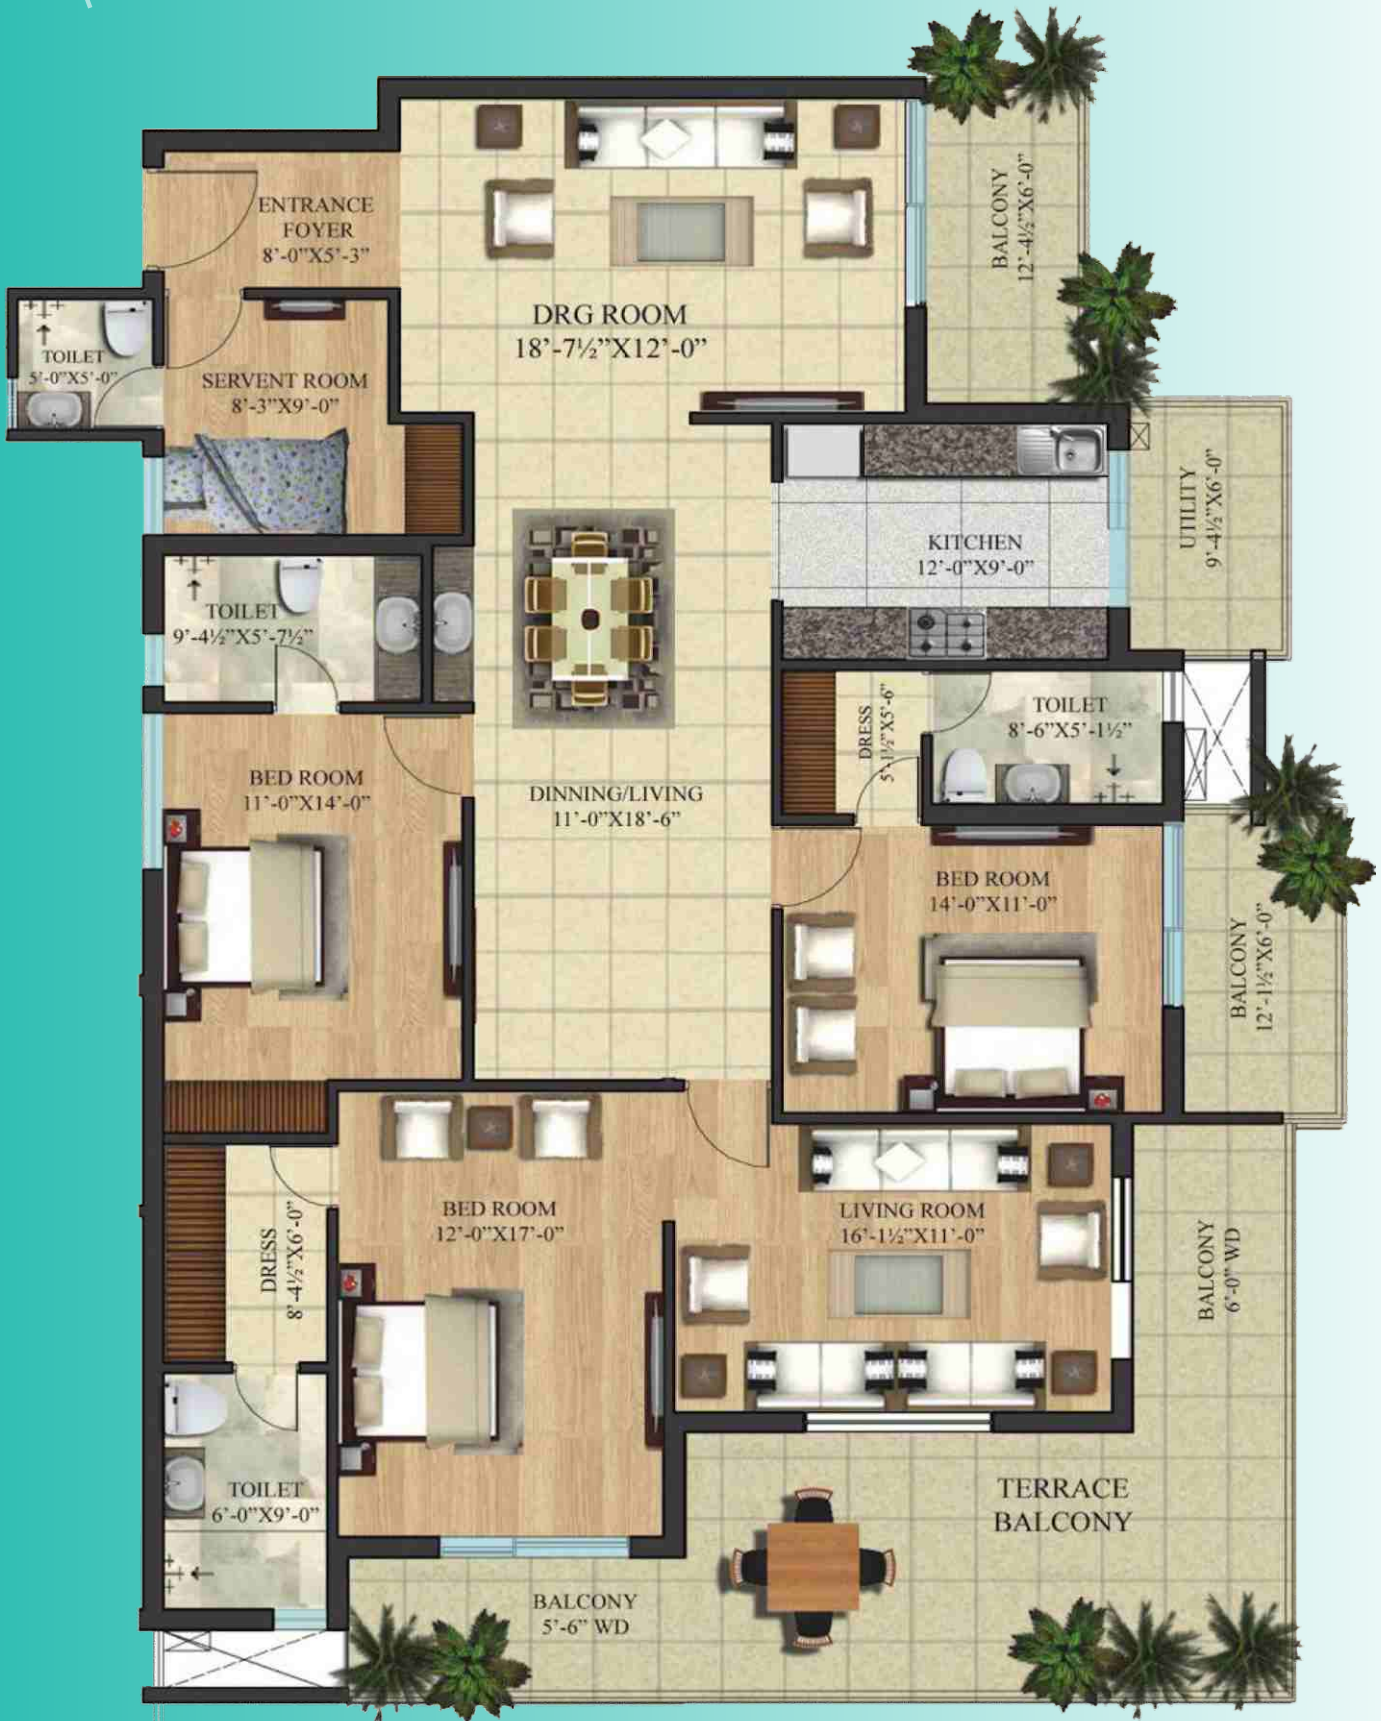 ENTRANCE
FOYER
8'-0”X5'-3”
BALCONY
12'-4½”X6'-0”
DRG ROOM
18'-7½”X12'-0”
TOILET
5'-0”X5'-0”
SERVENT ROOM
8'-3”X9'-0”
UTILITY
9'-4½”X6'-0”
KITCHEN
12'-0”X9'-0”
TOILET
9'-4½”X5'-7½”
DRESS
5'-1½”X5'-6”
TOILET
8'-6”X5'-1½”
BED ROOM
11'-0”X14'-0”
DINNING/LIVING
11'-0”X18'-6”
BED ROOM
14'-0”X11'-0”
BALCONY
12'-1½”X6'-0”
BED ROOM
12'-0”X17'-0”
LIVING ROOM
16'-1½”X11'-0”
DRESS
8'-4½”X6'-0”
BALCONY
6'-0” WD
TOILET
6'-0”X9'-0”
TERRACE
BALCONY
BALCONY
5'-6” WD